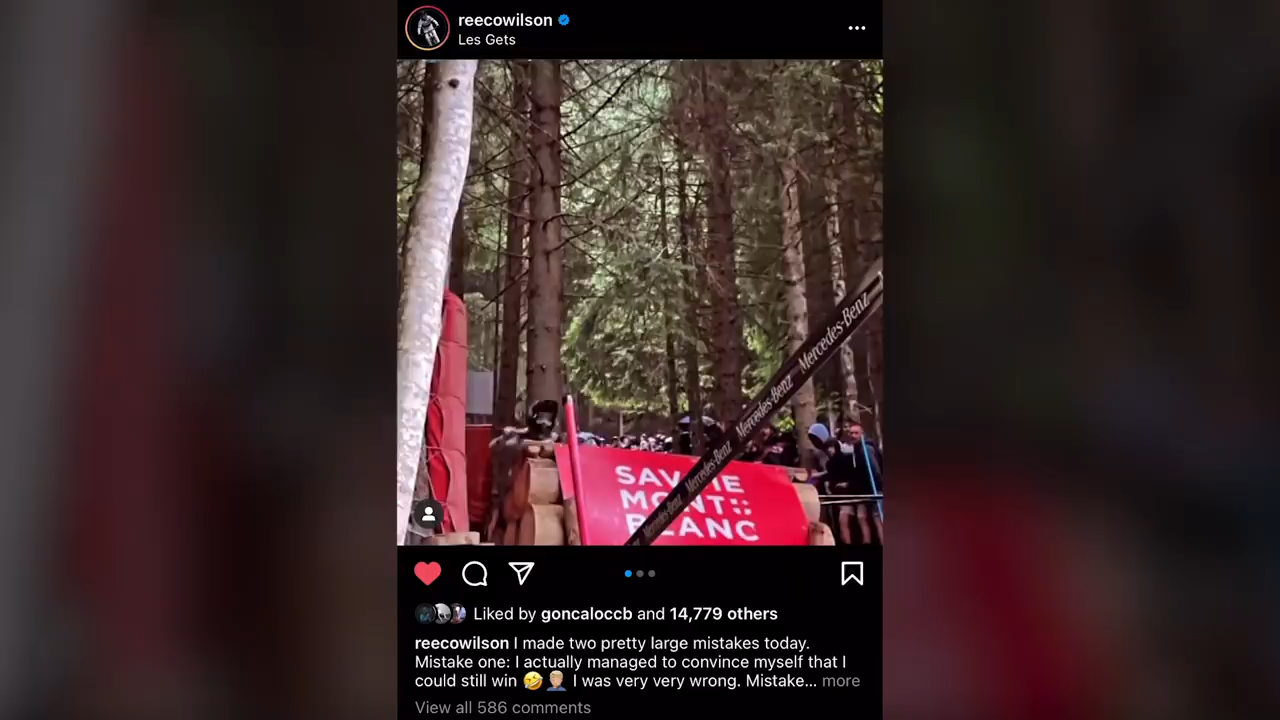 reecowilson
Les Gets
Mercedes-Benz
Mercedes-Benz
Mercedes-Benz
Mercedes-Benz
SAVOIE
MONT
BLANC
Liked by goncaloccb and 14,779 others
reecowilson I made two pretty large mistakes today.
Mistake one: I actually managed to convince myself that I
could still win 🤣🤦🏼‍♂️ I was very very wrong. Mistake... more
View all 586 comments